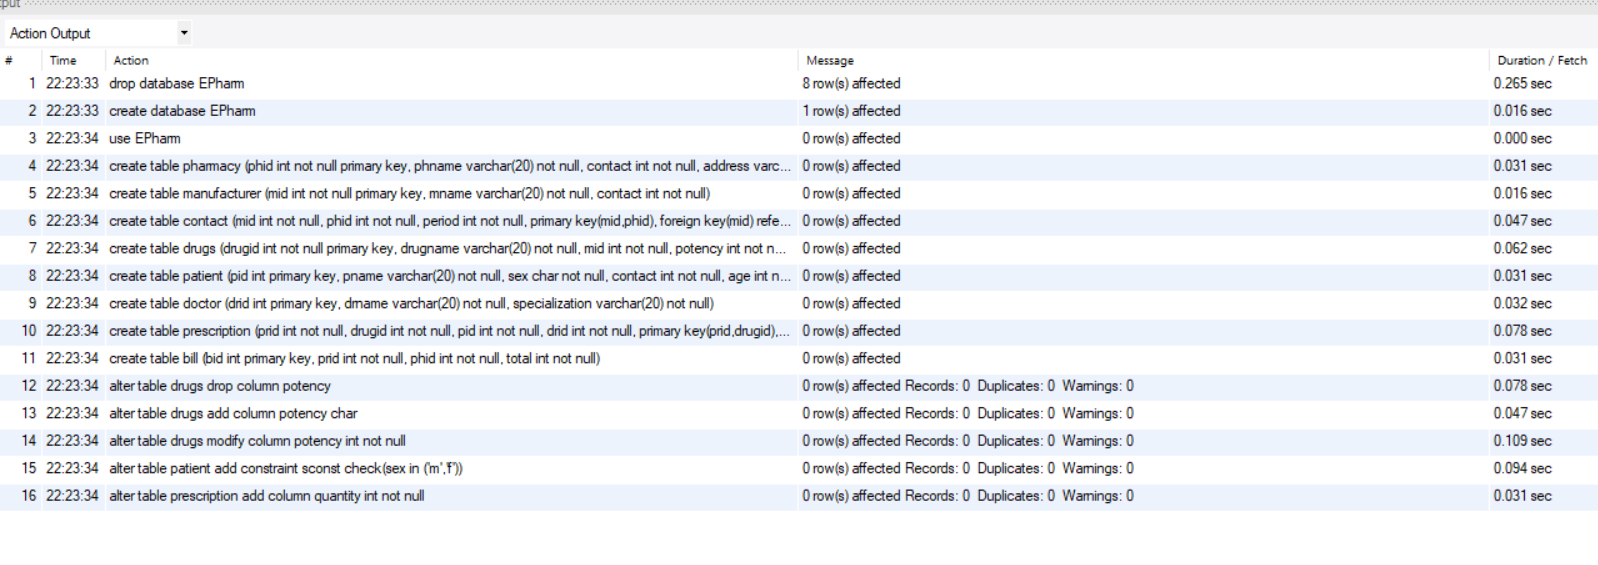 put
Action Output
# Time Action Message Duration / Fetch
1 22:23:33 drop database EPharm 8 row(s) affected 0.265 sec
2 22:23:33 create database EPharm 1 row(s) affected 0.016 sec
3 22:23:34 use EPharm 0 row(s) affected 0.000 sec
4 22:23:34 create table pharmacy (phid int not null primary key, phname varchar(20) not null, contact int not null, address varc... 0 row(s) affected 0.031 sec
5 22:23:34 create table manufacturer (mid int not null primary key, mname varchar(20) not null, contact int not null) 0 row(s) affected 0.016 sec
6 22:23:34 create table contact (mid int not null, phid int not null, period int not null, primary key(mid,phid), foreign key(mid) refe... 0 row(s) affected 0.047 sec
7 22:23:34 create table drugs (drugid int not null primary key, drugname varchar(20) not null, mid int not null, potency int not n... 0 row(s) affected 0.062 sec
8 22:23:34 create table patient (pid int primary key, pname varchar(20) not null, sex char not null, contact int not null, age int n... 0 row(s) affected 0.031 sec
9 22:23:34 create table doctor (drid int primary key, drname varchar(20) not null, specialization varchar(20) not null) 0 row(s) affected 0.032 sec
10 22:23:34 create table prescription (prid int not null, drugid int not null, pid int not null, drid int not null, primary key(prid,drugid),... 0 row(s) affected 0.078 sec
11 22:23:34 create table bill (bid int primary key, prid int not null, phid int not null, total int not null) 0 row(s) affected 0.031 sec
12 22:23:34 alter table drugs drop column potency 0 row(s) affected Records: 0 Duplicates: 0 Warnings: 0 0.078 sec
13 22:23:34 alter table drugs add column potency char 0 row(s) affected Records: 0 Duplicates: 0 Warnings: 0 0.047 sec
14 22:23:34 alter table drugs modify column potency int not null 0 row(s) affected Records: 0 Duplicates: 0 Warnings: 0 0.109 sec
15 22:23:34 alter table patient add constraint sconst check(sex in ('m','f')) 0 row(s) affected Records: 0 Duplicates: 0 Warnings: 0 0.094 sec
16 22:23:34 alter table prescription add column quantity int not null 0 row(s) affected Records: 0 Duplicates: 0 Warnings: 0 0.031 sec